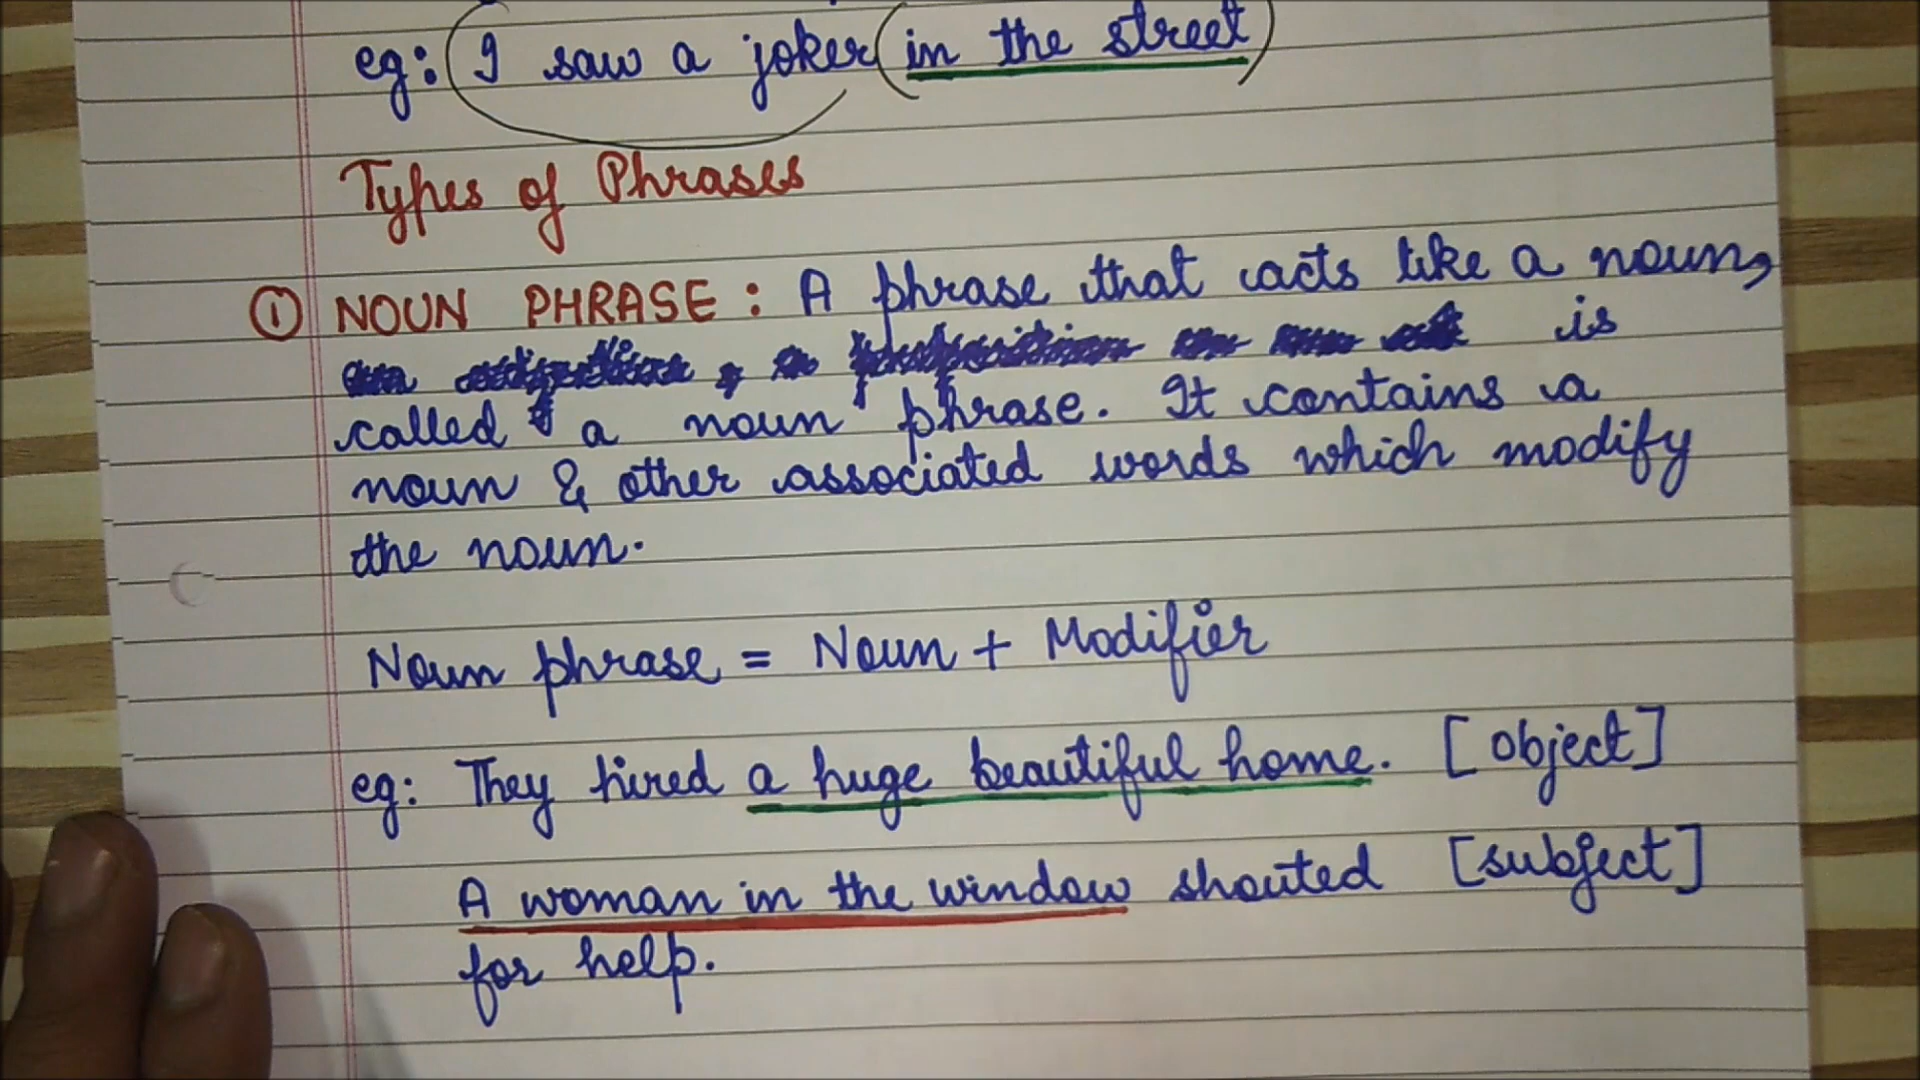 eg: (I saw a joker (in the street)
Types of Phrases
① NOUN PHRASE : A phrase that acts like a noun,
is
called a noun phrase. It contains a
noun & other associated words which modify
the noun.
Noun phrase = Noun + Modifier
eg: They hired a huge beautiful home. [object]
A woman in the window shouted [subject]
for help.